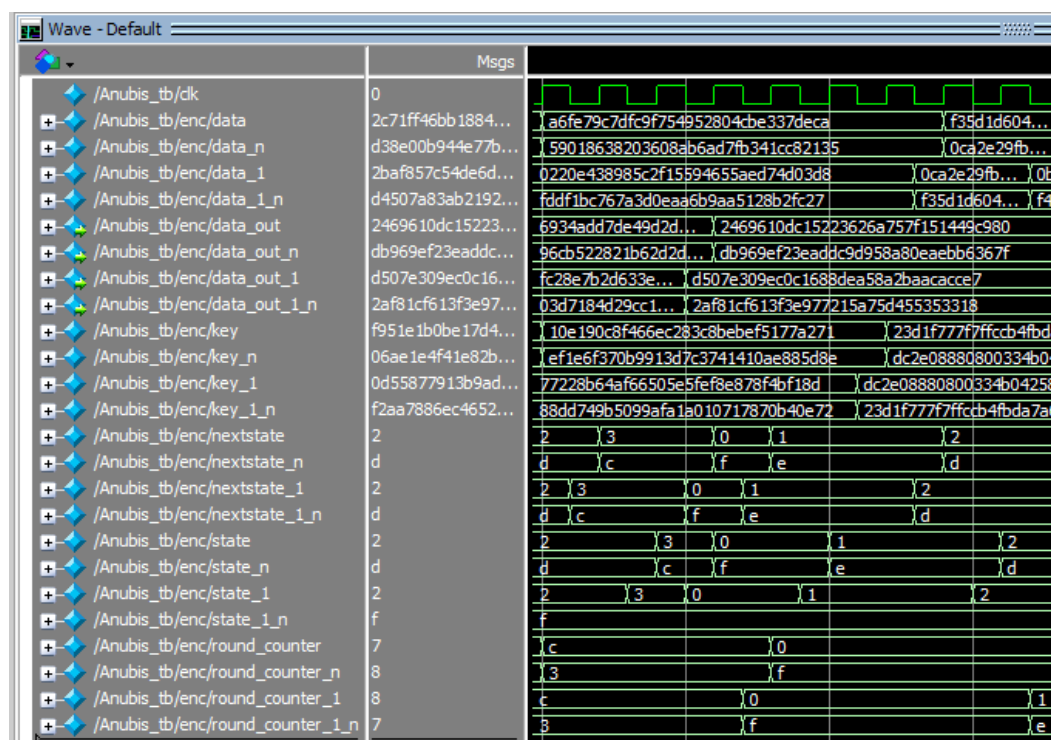 Wave - Default
Msgs
/Anubis_tb/clk 0
/Anubis_tb/enc/data 2c71ff46bb1884... a6fe79c7dfc9f754952804cbe337deca f35d1d604...
/Anubis_tb/enc/data_n d38e00b944e77b... 59018638203608ab6ad7fb341cc82135 0ca2e29fb...
/Anubis_tb/enc/data_1 2baf857c54de6d... 0220e438985c2f15594655aed74d03d8 0ca2e29fb... 0b
/Anubis_tb/enc/data_1_n d4507a83ab2192... fddf1bc767a3d0eaa6b9aa5128b2fc27 f35d1d604... f4
/Anubis_tb/enc/data_out 2469610dc15223... 6934add7de49d2d... 2469610dc15223626a757f151449c980
/Anubis_tb/enc/data_out_n db969ef23eaddc... 96cb522821b62d2d... db969ef23eaddc9d958a80eaebb6367f
/Anubis_tb/enc/data_out_1 d507e309ec0c16... fc28e7b2d633e... d507e309ec0c1688dea58a2baacacce7
/Anubis_tb/enc/data_out_1_n 2af81cf613f3e97... 03d7184d29cc1... 2af81cf613f3e977215a75d455353318
/Anubis_tb/enc/key f951e1b0be17d4... 10e190c8f466ec283c8bebef5177a271 23d1f777f7ffccb4fbd
/Anubis_tb/enc/key_n 06ae1e4f41e82b... ef1e6f370b9913d7c3741410ae885d8e dc2e08880800334b04
/Anubis_tb/enc/key_1 0d55877913b9ad... 77228b64af66505e5fef8e878f4bf18d dc2e08880800334b04258
/Anubis_tb/enc/key_1_n f2aa7886ec4652... 88dd749b5099afa1a010717870b40e72 23d1f777f7ffccb4fbda7a
/Anubis_tb/enc/nextstate 2 2 3 0 1 2
/Anubis_tb/enc/nextstate_n d d c f e d
/Anubis_tb/enc/nextstate_1 2 2 3 0 1 2
/Anubis_tb/enc/nextstate_1_n d d c f e d
/Anubis_tb/enc/state 2 2 3 0 1 2
/Anubis_tb/enc/state_n d d c f e d
/Anubis_tb/enc/state_1 2 2 3 0 1 2
/Anubis_tb/enc/state_1_n f f
/Anubis_tb/enc/round_counter 7 c 0
/Anubis_tb/enc/round_counter_n 8 3 f
/Anubis_tb/enc/round_counter_1 8 c 0 1
/Anubis_tb/enc/round_counter_1_n 7 3 f e